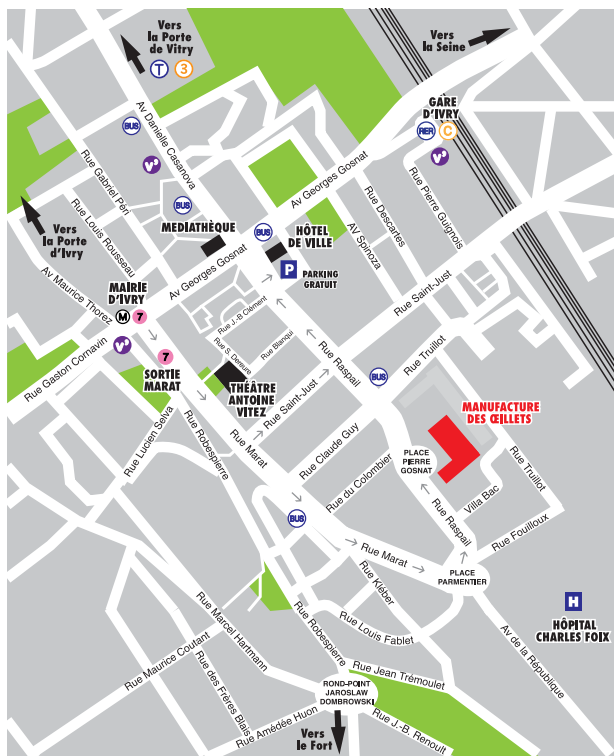 Vers
la Porte
de Vitry
T
3
Vers
la Seine
GARE
D'IVRY
RER
C
V³
BUS
Av Danielle Casanova
V³
BUS
Rue Gabriel Péri
Rue Louis Rousseau
Vers
la Porte
d'Ivry
Av Maurice Thorez
MEDIATHÈQUE
BUS
HÔTEL
DE VILLE
P
PARKING
GRATUIT
Av Georges Gosnat
Av Georges Gosnat
Rue Descartes
AV Spinoza
Rue Pierre Guignois
Rue Saint-Just
MAIRIE
D'IVRY
M
7
V³
7
SORTIE
MARAT
Rue Gaston Cornavin
Rue J.-B Clément
Rue S. Dereure
Rue Blanqui
THÉÂTRE
ANTOINE
VITEZ
Rue Raspail
BUS
Rue Truillot
Rue Saint-Just
Rue Lucien Selva
Rue Robespierre
Rue Marat
Rue Claude Guy
Rue du Colombier
MANUFACTURE
DES ŒILLETS
PLACE
PIERRE
GOSNAT
Rue Truillot
Villa Bac
Rue Raspail
Rue Fouilloux
BUS
Rue Marat
PLACE
PARMENTIER
Rue Kléber
H
HÔPITAL
CHARLES FOIX
Rue Louis Fablet
Rue Robespierre
Av de la République
Rue Marcel Hartmann
Rue Maurice Coutant
Rue des Frères Blais
Rue Jean Trémoulet
ROND-POINT
JAROSLAW
DOMBROWSKI
Rue Amédée Huon
Rue J.-B. Renoult
Vers
le Fort